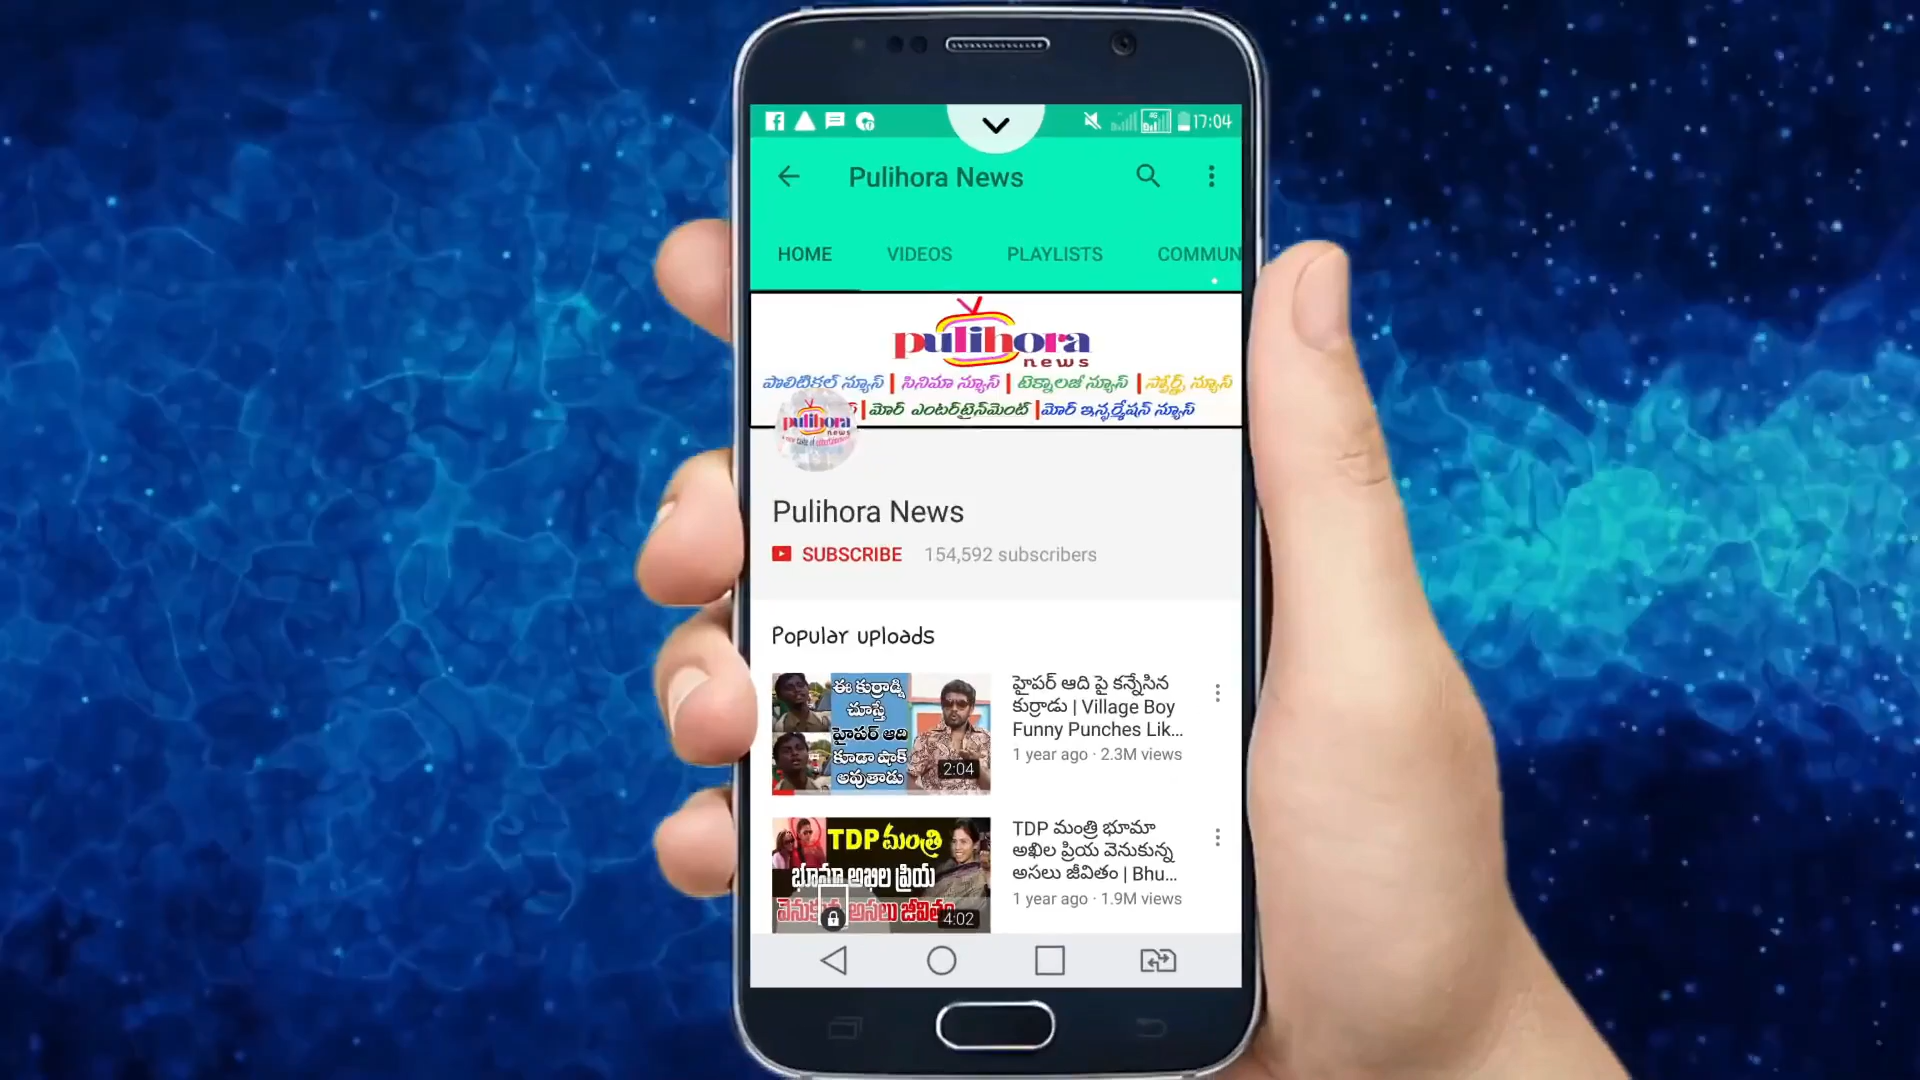 17:04
Pulihora News
HOME VIDEOS PLAYLISTS COMMUN
pulihora
news
పొలిటికల్ న్యూస్ | సినిమా న్యూస్ | టెక్నాలజీ న్యూస్ | స్పోర్ట్స్ న్యూస్
| మోర్ ఎంటర్‌టైన్‌మెంట్ | మోర్ ఇన్ఫర్మేషన్ న్యూస్
pulihora
news
Pulihora News
SUBSCRIBE 154,592 subscribers
Popular uploads
ఈ కుర్రాడ్ని
చూస్తే
హైపర్ ఆది
కూడా షాక్
అవుతాడు
2:04
హైపర్ ఆది పై కన్నేసిన
కుర్రాడు | Village Boy
Funny Punches Lik...
1 year ago · 2.3M views
TDP మంత్రి
భూమా అఖిల ప్రియ
అసలు జీవితం
4:02
TDP మంత్రి భూమా
అఖిల ప్రియ వెనుకున్న
అసలు జీవితం | Bhu...
1 year ago · 1.9M views